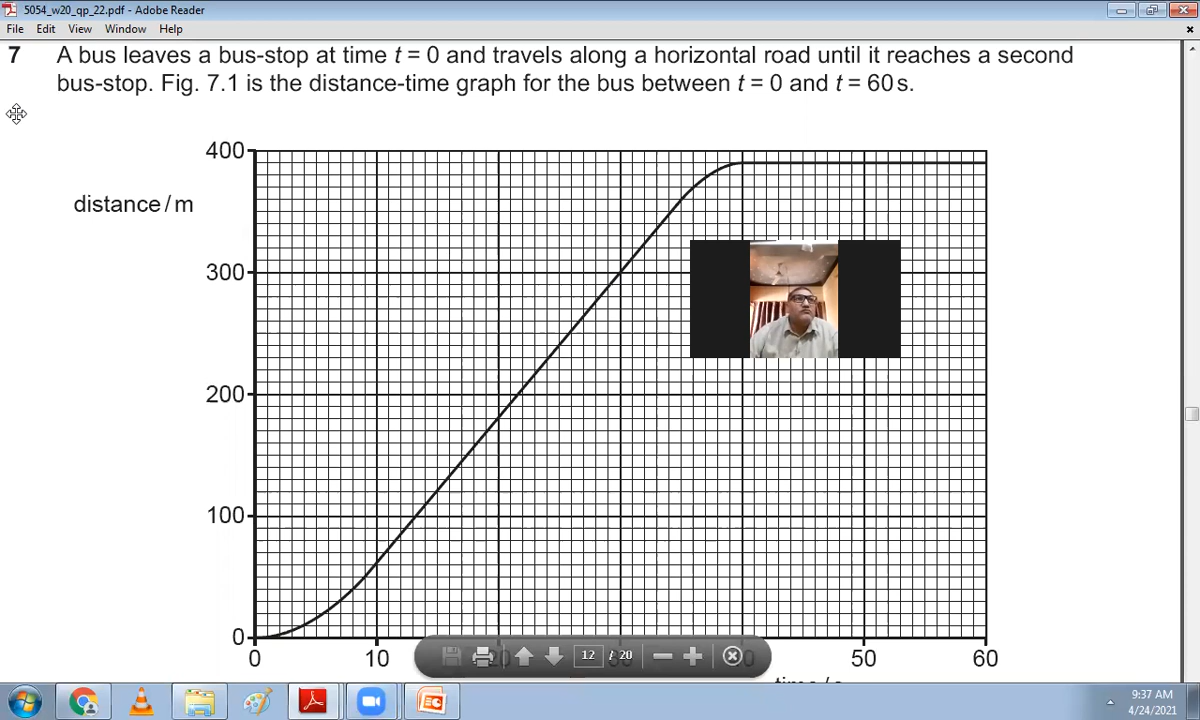 5054_w20_qp_22.pdf - Adobe Reader
File Edit View Window Help
7 A bus leaves a bus-stop at time t = 0 and travels along a horizontal road until it reaches a second
bus-stop. Fig. 7.1 is the distance-time graph for the bus between t = 0 and t = 60 s.
400
distance / m
300
200
100
0
0 10 20 50 60
12 / 20
9:37 AM
4/24/2021